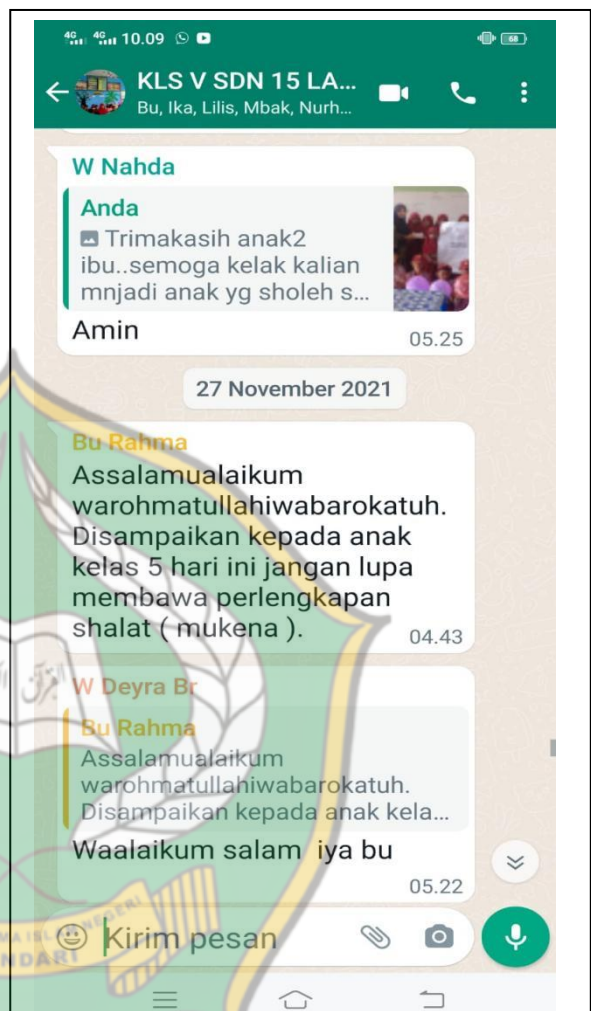 4G 4G 10.09 68
KLS V SDN 15 LA...
Bu, Ika, Lilis, Mbak, Nurh...
W Nahda
Anda
Trimakasih anak2
ibu..semoga kelak kalian
mnjadi anak yg sholeh s...
Amin
05.25
27 November 2021
Bu Rahma
Assalamualaikum
warohmatullahiwabarokatuh.
Disampaikan kepada anak
kelas 5 hari ini jangan lupa
membawa perlengkapan
shalat ( mukena ).
04.43
W Deyra Br
Bu Rahma
Assalamualaikum
warohmatullahiwabarokatuh.
Disampaikan kepada anak kela...
Waalaikum salam iya bu
05.22
Kirim pesan
NEGERI
NDARI